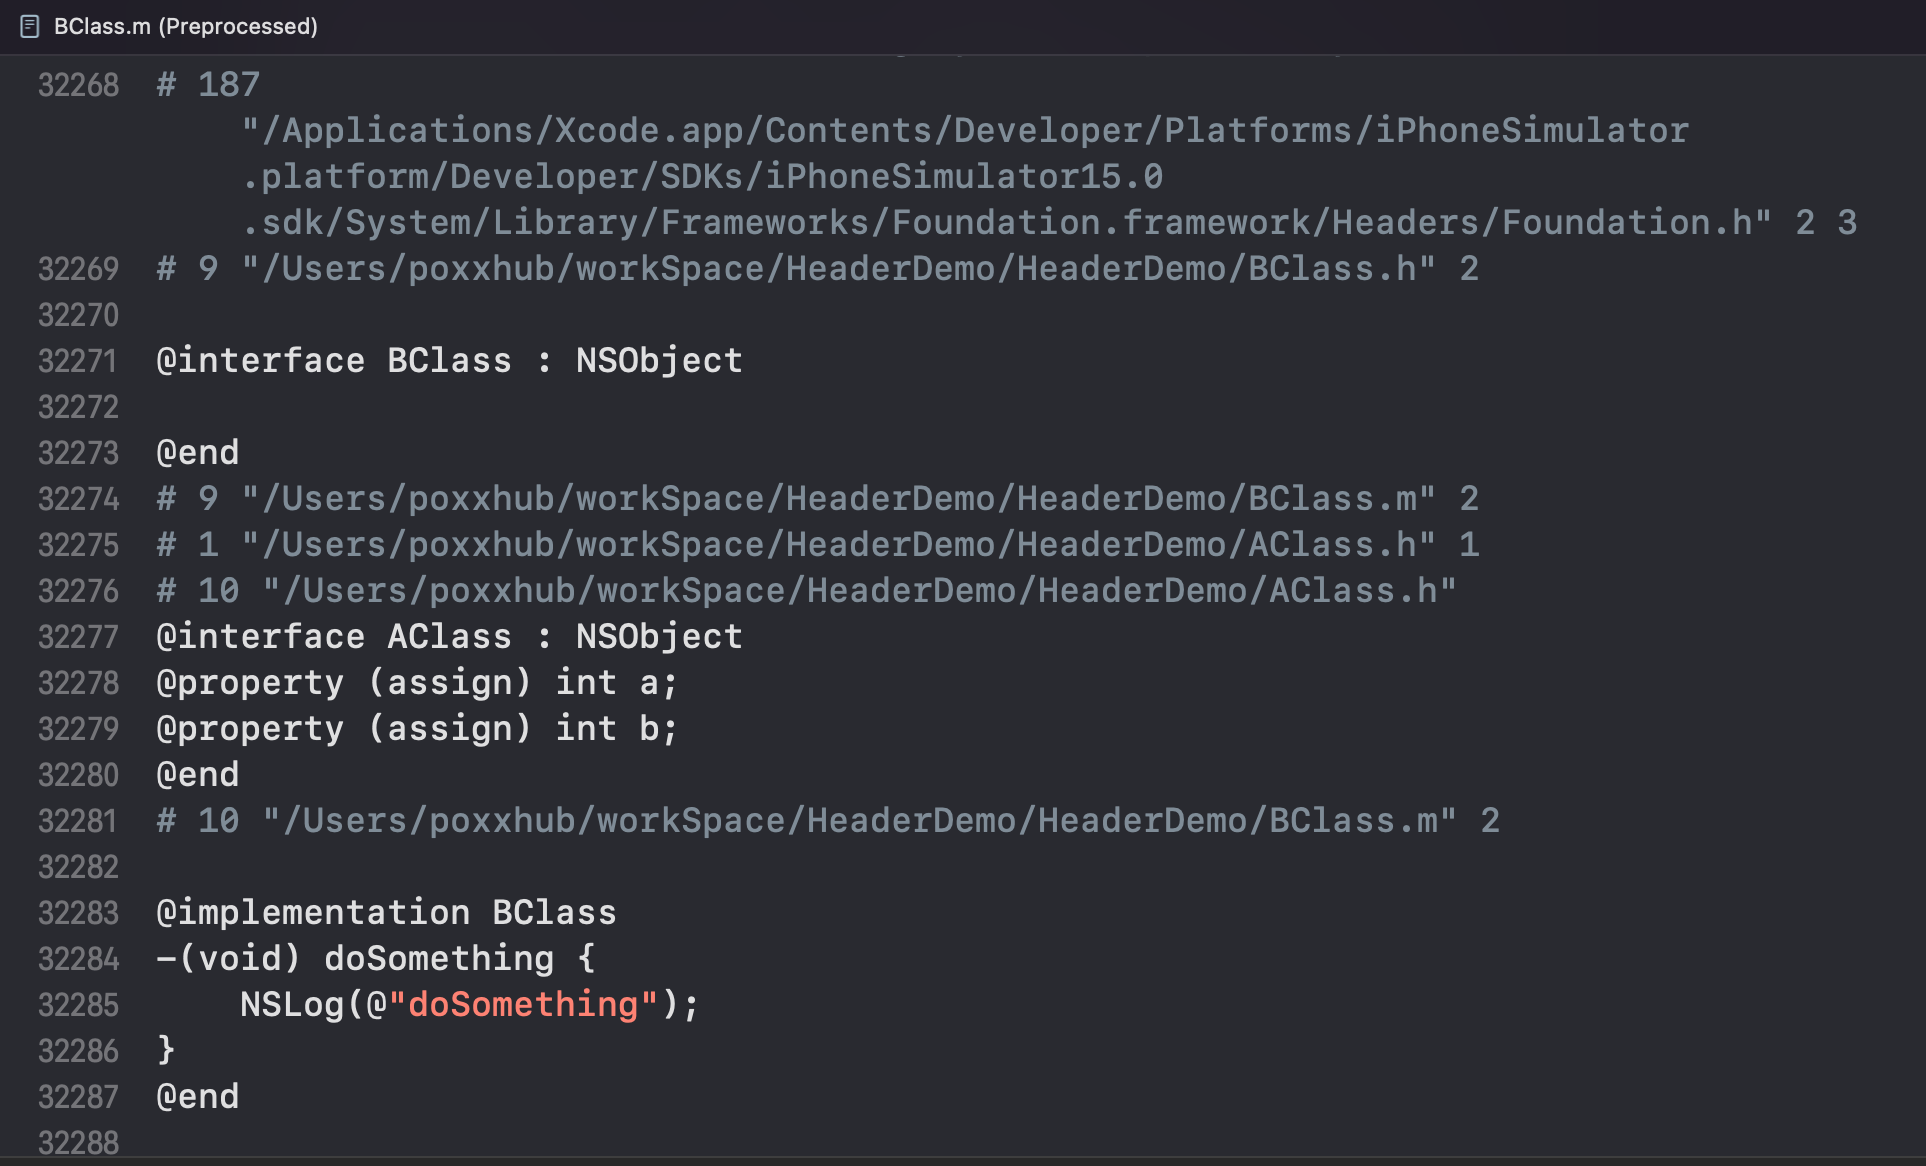 BClass.m (Preprocessed)
32268 # 187
"/Applications/Xcode.app/Contents/Developer/Platforms/iPhoneSimulator
.platform/Developer/SDKs/iPhoneSimulator15.0
.sdk/System/Library/Frameworks/Foundation.framework/Headers/Foundation.h" 2 3
32269 # 9 "/Users/poxxhub/workSpace/HeaderDemo/HeaderDemo/BClass.h" 2
32270
32271 @interface BClass : NSObject
32272
32273 @end
32274 # 9 "/Users/poxxhub/workSpace/HeaderDemo/HeaderDemo/BClass.m" 2
32275 # 1 "/Users/poxxhub/workSpace/HeaderDemo/HeaderDemo/AClass.h" 1
32276 # 10 "/Users/poxxhub/workSpace/HeaderDemo/HeaderDemo/AClass.h"
32277 @interface AClass : NSObject
32278 @property (assign) int a;
32279 @property (assign) int b;
32280 @end
32281 # 10 "/Users/poxxhub/workSpace/HeaderDemo/HeaderDemo/BClass.m" 2
32282
32283 @implementation BClass
32284 -(void) doSomething {
32285 NSLog(@"doSomething");
32286 }
32287 @end
32288